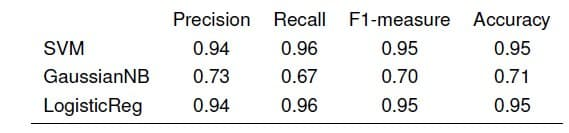 Precision Recall F1-measure Accuracy
SVM 0.94 0.96 0.95 0.95
GaussianNB 0.73 0.67 0.70 0.71
LogisticReg 0.94 0.96 0.95 0.95